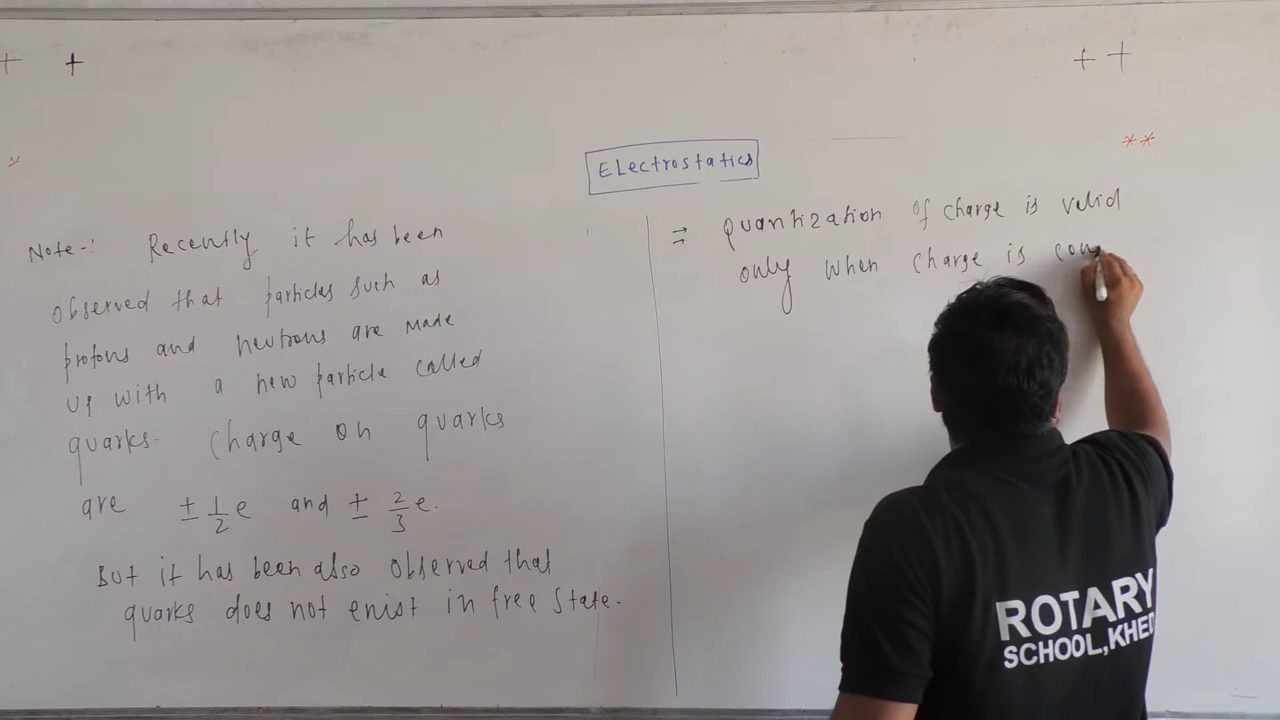 Electrostatics
Note-: Recently it has been
observed that particles such as
protons and neutrons are made
up with a new particle called
quarks. charge on quarks
are ± 1/2 e and ± 2/3 e.
But it has been also observed that
quarks does not enist in free state.
⇒ quantization of charge is valid
only when charge is con
ROTARY
SCHOOL, KHED